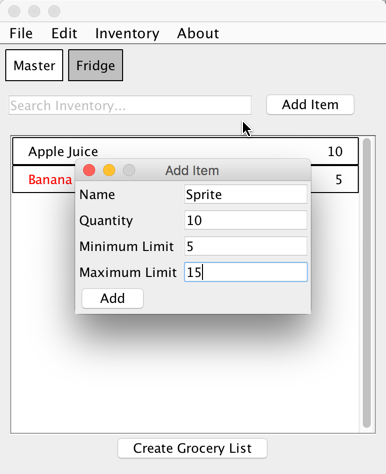 File Edit Inventory About
Master Fridge
Search Inventory... Add Item
Apple Juice 10
Banana 5
Add Item
Name Sprite
Quantity 10
Minimum Limit 5
Maximum Limit 15
Add
Create Grocery List